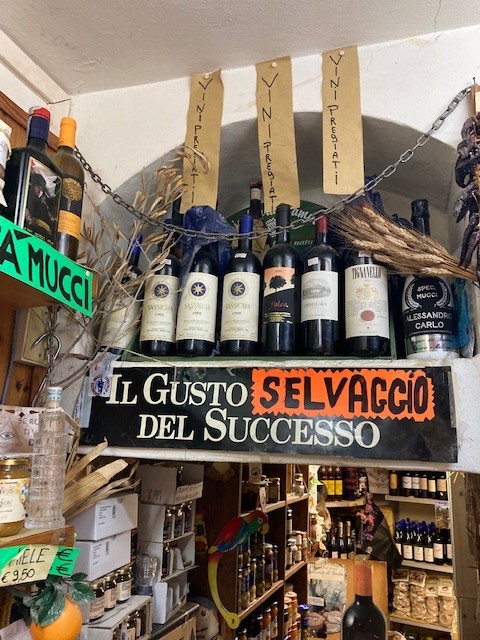 VINI PREGIATI
VINI PREGIATI
VINI PREGIATI
A MUCCI
SASSICAIA
SASSICAIA
SASSICAIA
TIGNANELLO
SPEC.
MUCCI
ALESSANDRO
CARLO
IL GUSTO SELVAGGIO
DEL SUCCESSO
MIELE
€9,50